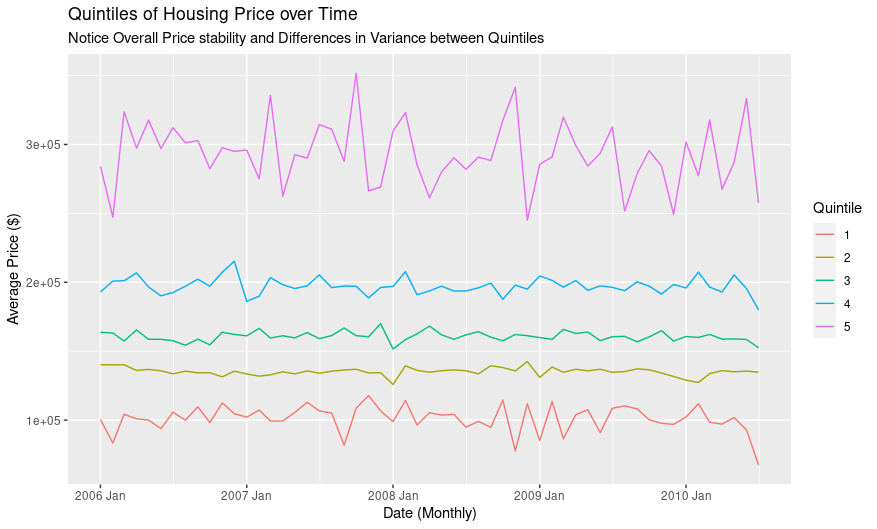 Quintiles of Housing Price over Time
Notice Overall Price stability and Differences in Variance between Quintiles
Average Price ($)
3e+05
2e+05
1e+05
2006 Jan
2007 Jan
2008 Jan
2009 Jan
2010 Jan
Date (Monthly)
Quintile
1
2
3
4
5